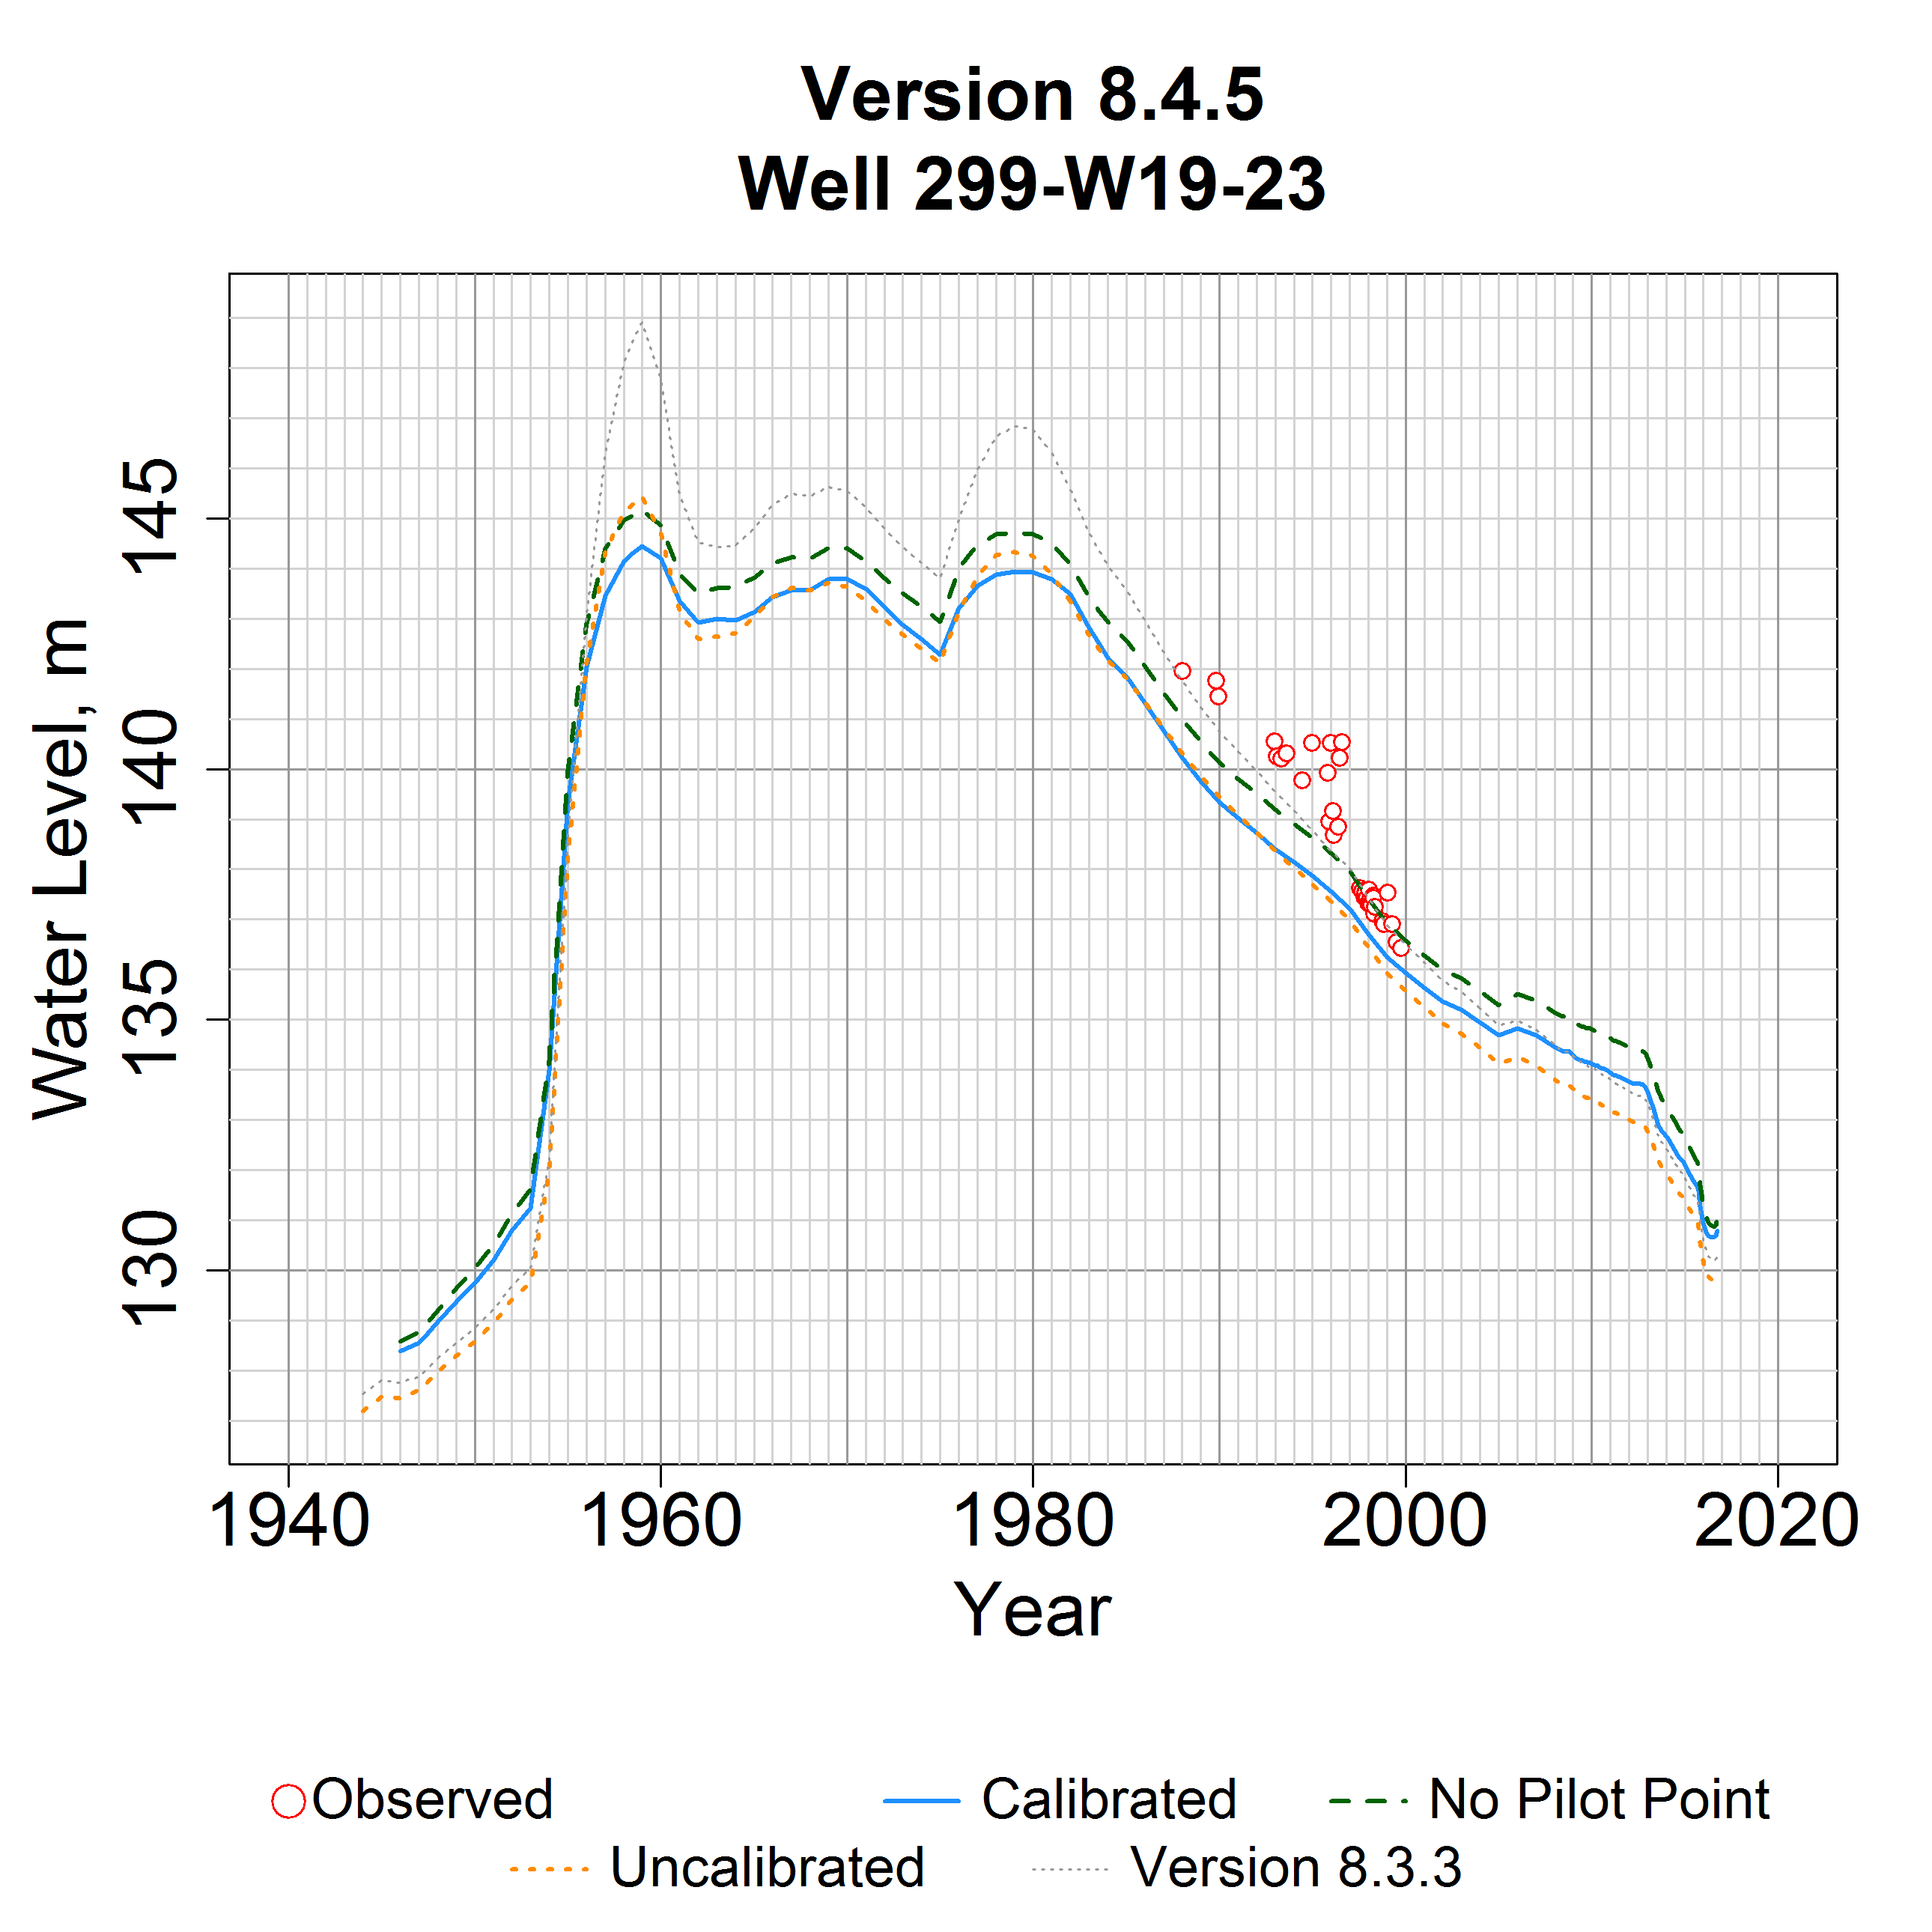 Version 8.4.5
Well 299-W19-23
Water Level, m
145
140
135
130
1940 1960 1980 2000 2020
Year
Observed Calibrated No Pilot Point
Uncalibrated Version 8.3.3